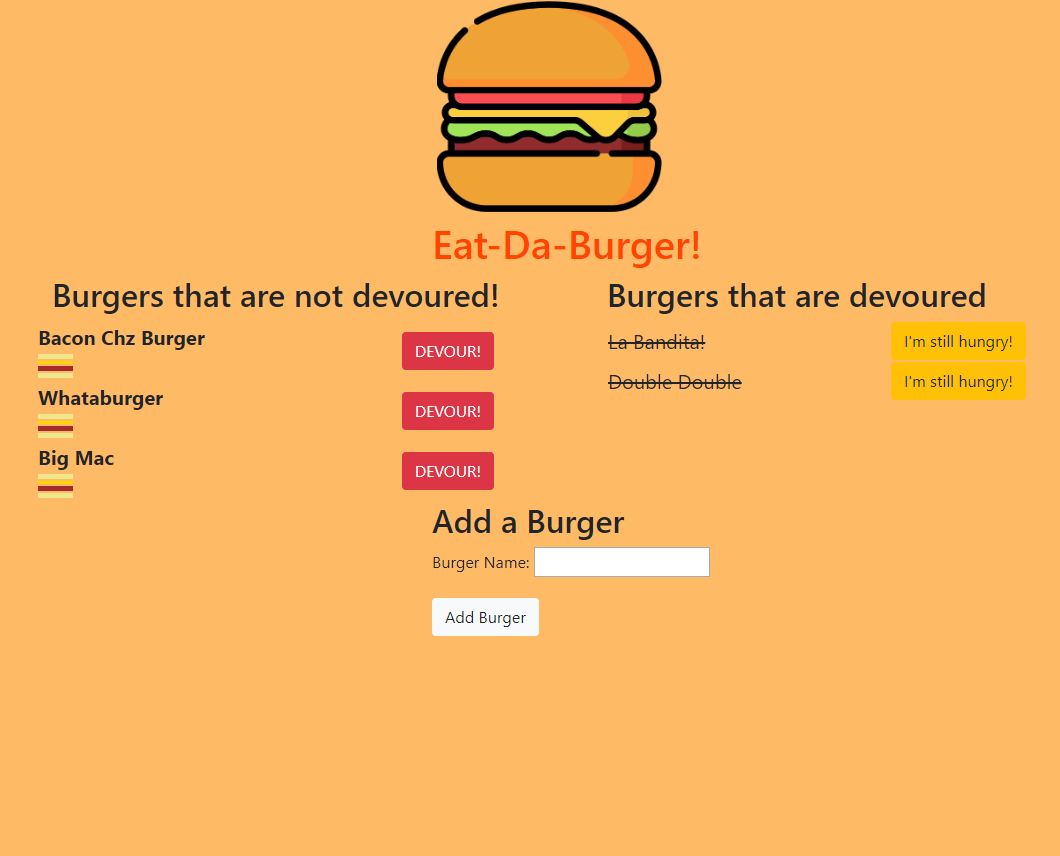 Eat-Da-Burger!
Burgers that are not devoured!
Bacon Chz Burger
DEVOUR!
Whataburger
DEVOUR!
Big Mac
DEVOUR!
Burgers that are devoured
La Bandita!
I'm still hungry!
Double Double
I'm still hungry!
Add a Burger
Burger Name:
Add Burger